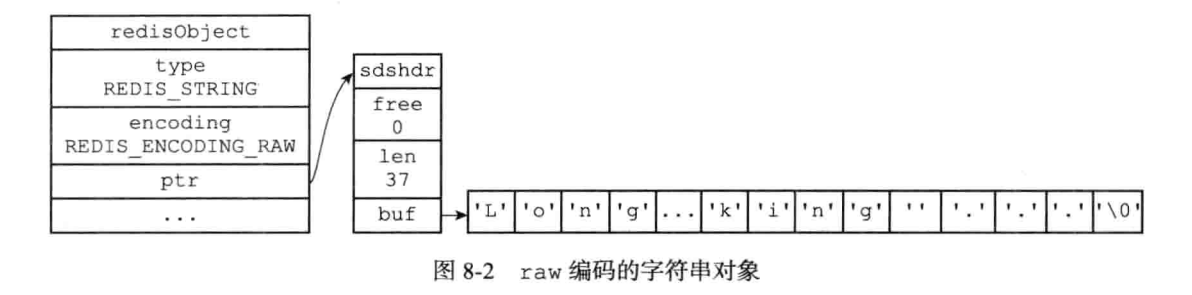 redisObject
type
REDIS_STRING
encoding
REDIS_ENCODING_RAW
ptr
...
sdshdr
free
0
len
37
buf
'L' 'o' 'n' 'g' ... 'k' 'i' 'n' 'g' '' '.' '.' '.' '\0'
图 8-2 raw 编码的字符串对象